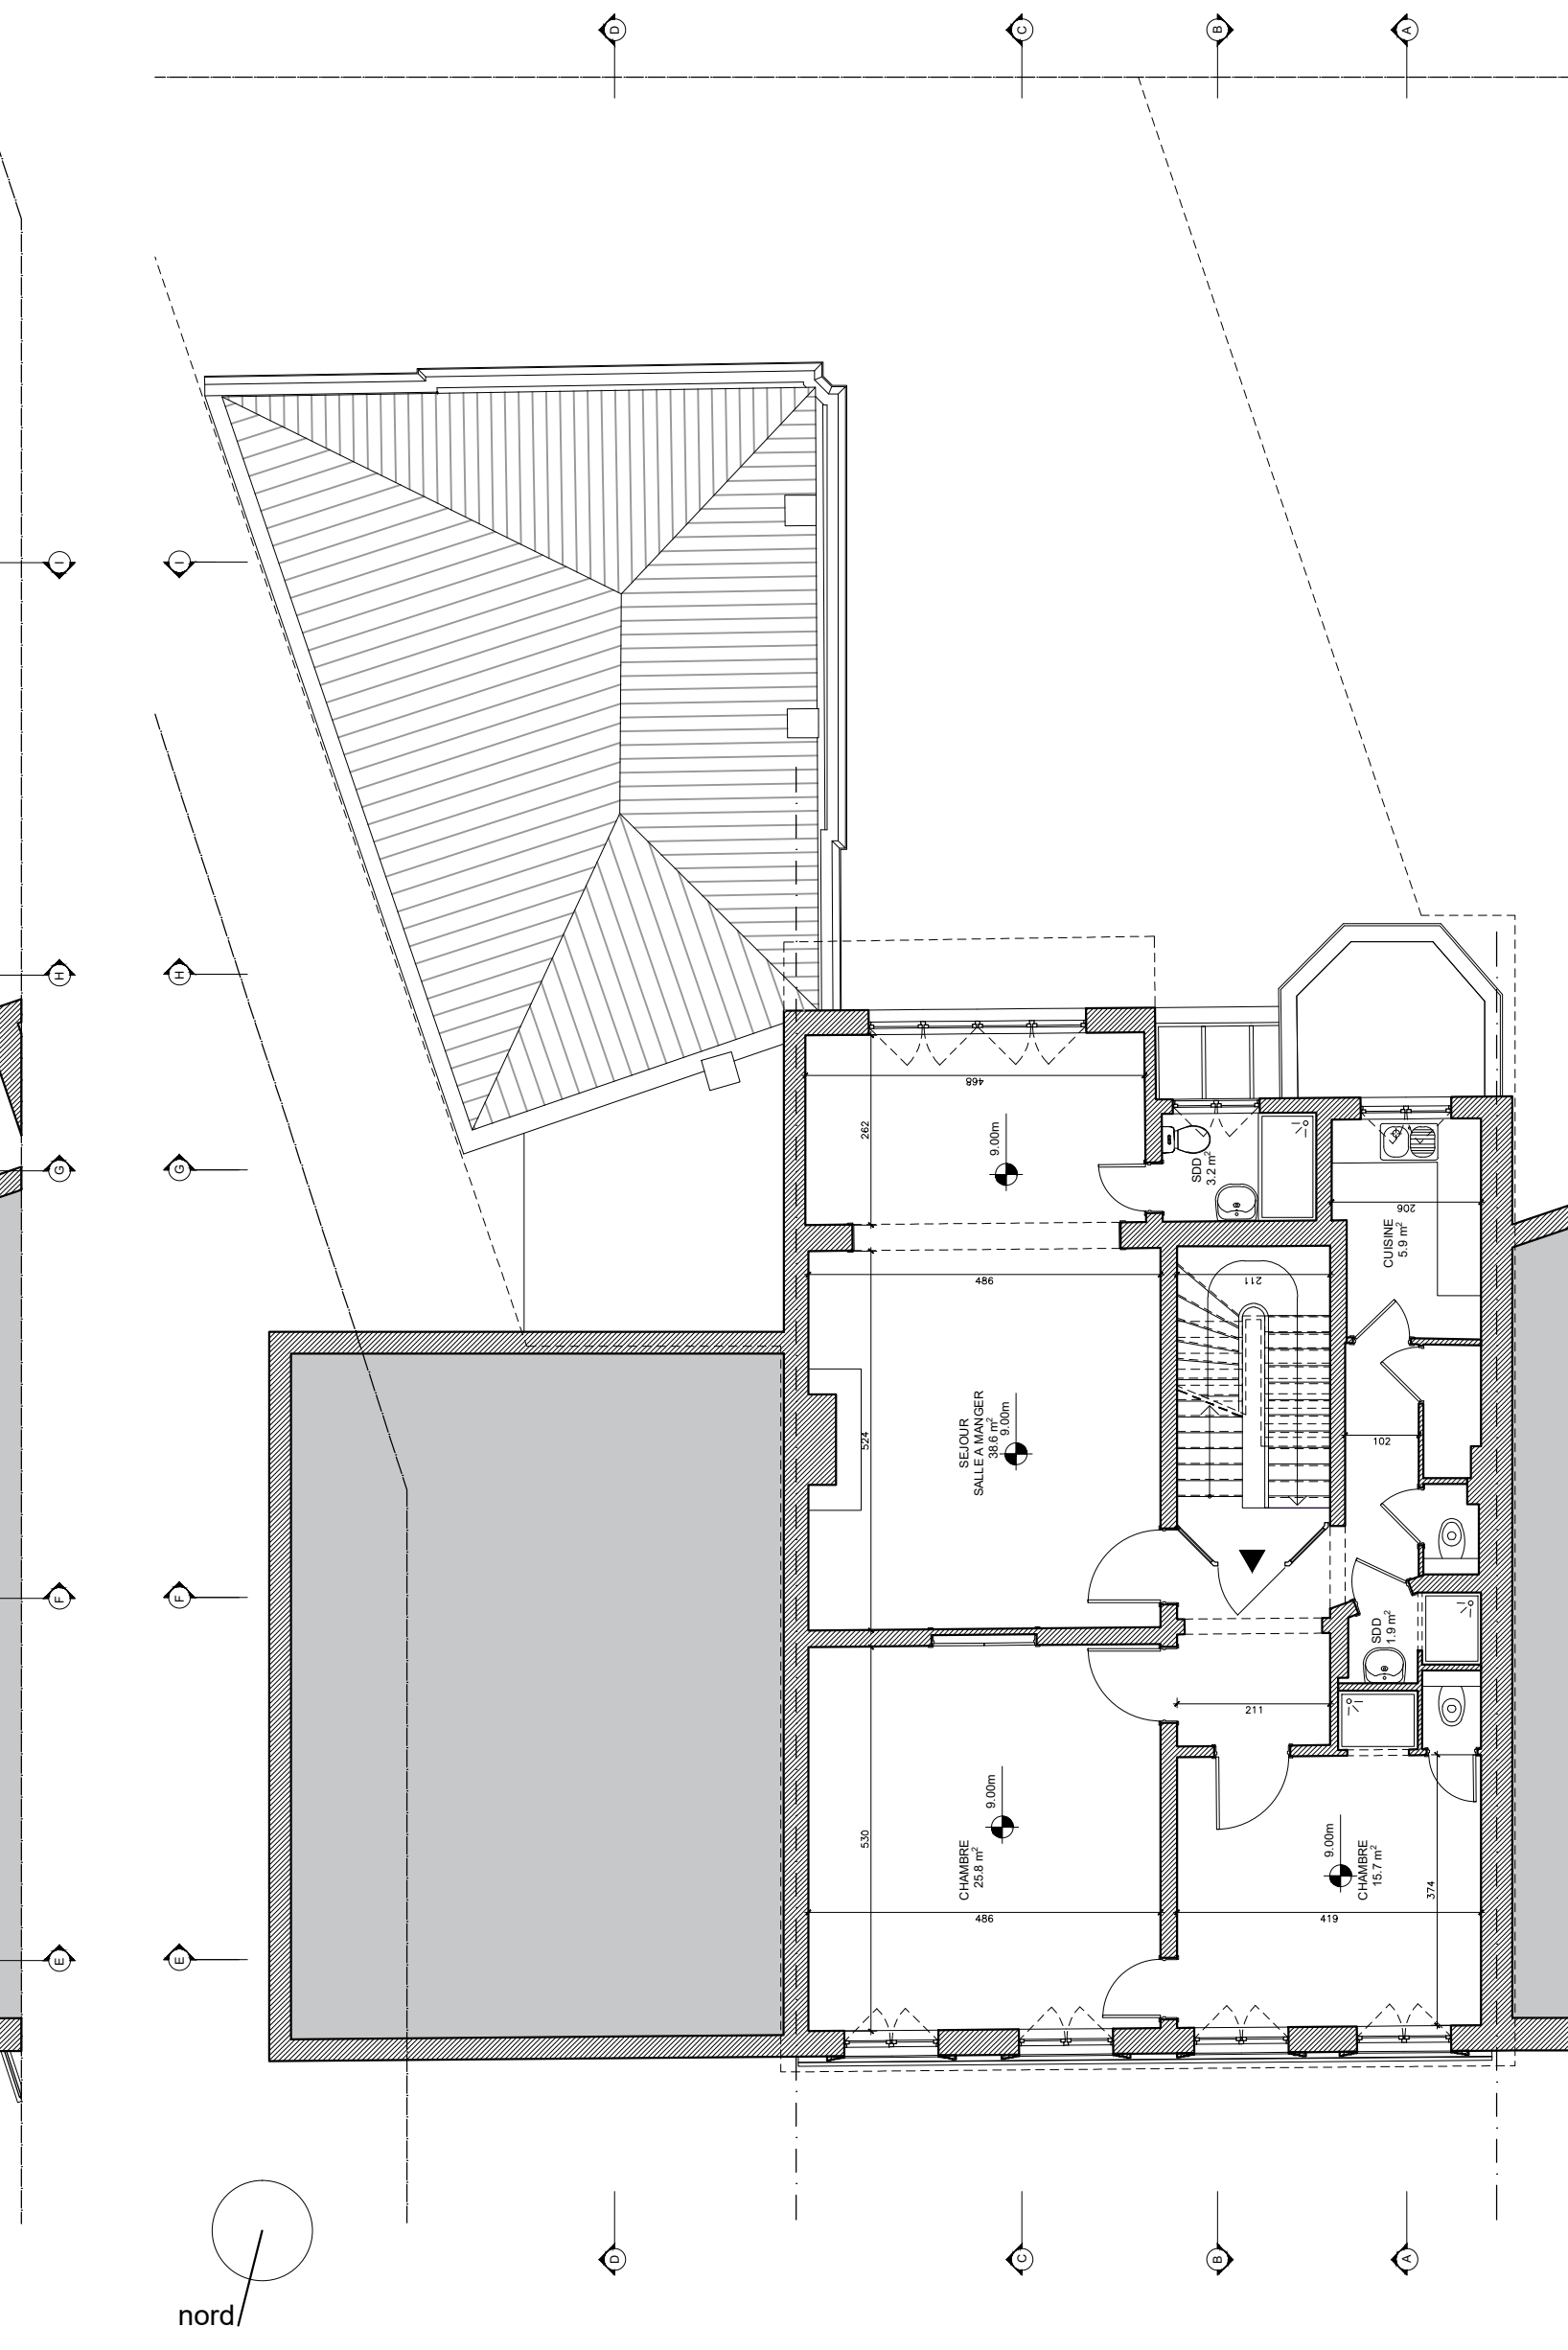 D
C
B
A
I
I
H
H
468
262
9.00m
G
G
SDD
3.2 m²
206
CUISINE
5.9 m²
486
211
SEJOUR
SALLE A MANGER
38.6 m²
9.00m
524
102
F
F
SDD
1.9 m²
211
9.00m
530
CHAMBRE
25.8 m²
9.00m
CHAMBRE
15.7 m²
374
486
419
E
E
D
C
B
A
nord